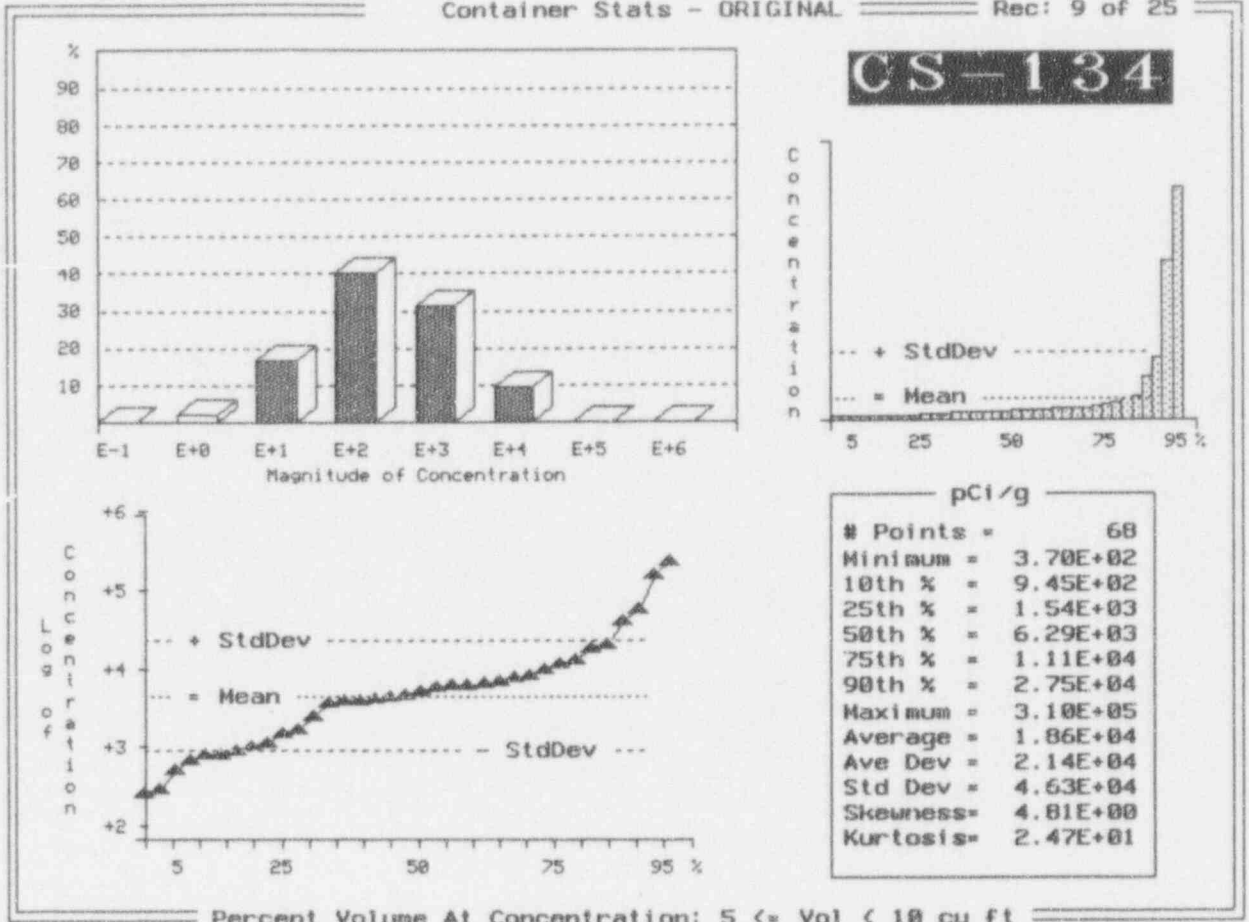 Container Stats - ORIGINAL
Rec: 9 of 25
%
90
80
70
60
50
40
30
20
10
E-1 E+0 E+1 E+2 E+3 E+4 E+5 E+6
Magnitude of Concentration
CS-134
Concentration
+ StdDev
= Mean
5 25 50 75 95 %
+6
+5
+4
+3
+2
Log of Concentration
+ StdDev
= Mean
- StdDev
5 25 50 75 95 %
pCi/g
# Points = 68
Minimum = 3.70E+02
10th % = 9.45E+02
25th % = 1.54E+03
50th % = 6.29E+03
75th % = 1.11E+04
90th % = 2.75E+04
Maximum = 3.10E+05
Average = 1.86E+04
Ave Dev = 2.14E+04
Std Dev = 4.63E+04
Skewness= 4.81E+00
Kurtosis= 2.47E+01
Percent Volume At Concentration: 5 <= Vol < 10 cu ft